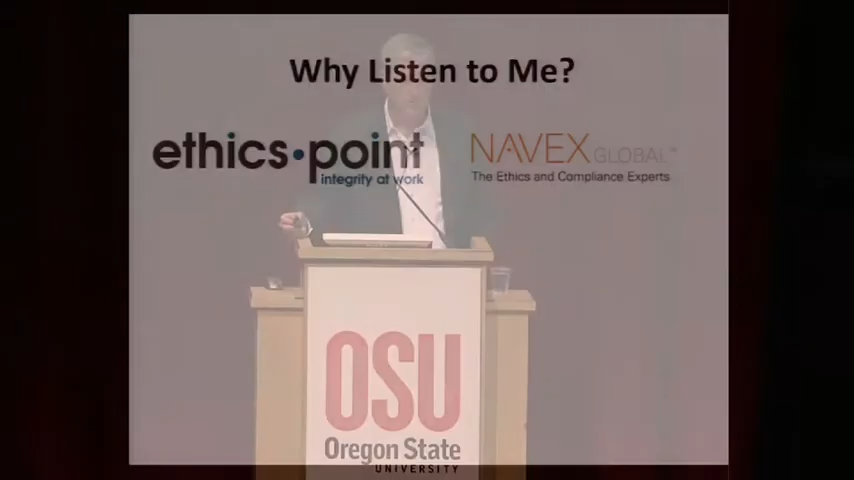 Why Listen to Me?
ethics•point
integrity at work
NAVEX GLOBAL™
The Ethics and Compliance Experts
OSU
Oregon State
UNIVERSITY